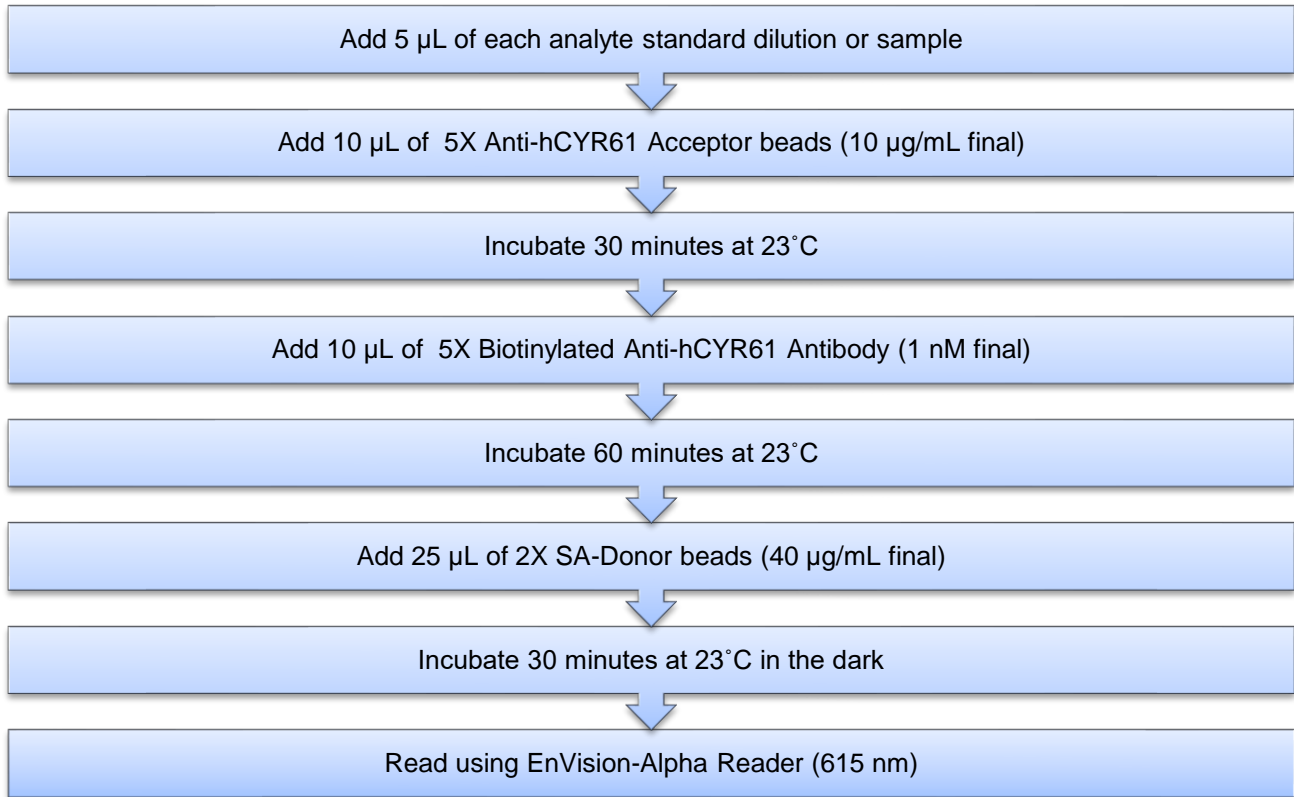 Add 5 µL of each analyte standard dilution or sample
Add 10 µL of 5X Anti-hCYR61 Acceptor beads (10 µg/mL final)
Incubate 30 minutes at 23˚C
Add 10 µL of 5X Biotinylated Anti-hCYR61 Antibody (1 nM final)
Incubate 60 minutes at 23˚C
Add 25 µL of 2X SA-Donor beads (40 µg/mL final)
Incubate 30 minutes at 23˚C in the dark
Read using EnVision-Alpha Reader (615 nm)